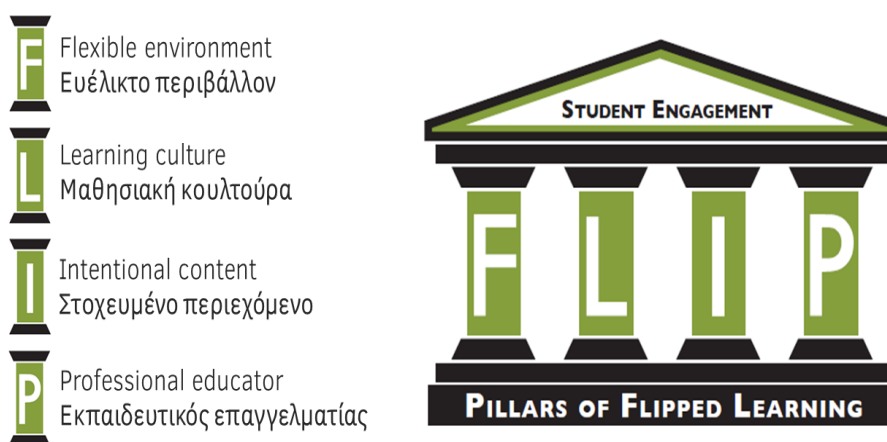 F
Flexible environment
Ευέλικτο περιβάλλον
L
Learning culture
Μαθησιακή κουλτούρα
I
Intentional content
Στοχευμένο περιεχόμενο
P
Professional educator
Εκπαιδευτικός επαγγελματίας
STUDENT ENGAGEMENT
F L I P
PILLARS OF FLIPPED LEARNING